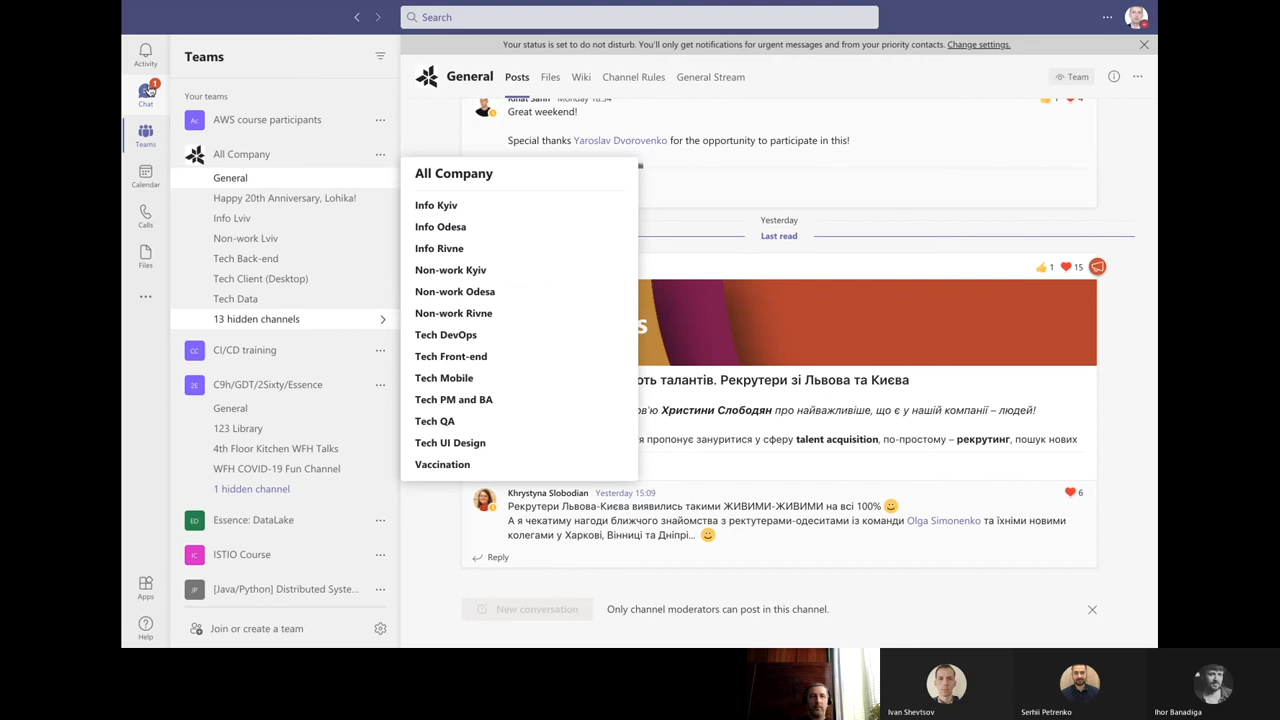 Search
Your status is set to do not disturb. You'll only get notifications for urgent messages and from your priority contacts. Change settings.
Activity
1
Chat
Teams
Calendar
Calls
Files
Apps
Help
Teams
Your teams
Ac
AWS course participants
All Company
General
Happy 20th Anniversary, Lohika!
Info Lviv
Non-work Lviv
Tech Back-end
Tech Client (Desktop)
Tech Data
13 hidden channels
CC
CI/CD training
2E
C9h/GDT/2Sixty/Essence
General
123 Library
4th Floor Kitchen WFH Talks
WFH COVID-19 Fun Channel
1 hidden channel
ED
Essence: DataLake
IC
ISTIO Course
JP
[Java/Python] Distributed Syste...
Join or create a team
All Company
Info Kyiv
Info Odesa
Info Rivne
Non-work Kyiv
Non-work Odesa
Non-work Rivne
Tech DevOps
Tech Front-end
Tech Mobile
Tech PM and BA
Tech QA
Tech UI Design
Vaccination
General Posts Files Wiki Channel Rules General Stream
Team
Monday
Great weekend!
Special thanks Yaroslav Dvorovenko for the opportunity to participate in this!
Yesterday
Last read
1 15
s
ть талантів. Рекрутери зі Львова та Києва
Христини Слободян про найважливіше, що є у нашій компанії – людей!
пропонує зануритися у сферу talent acquisition, по-простому – рекрутинг, пошук нових
Khrystyna Slobodian Yesterday 15:09
6
Рекрутери Львова-Києва виявились такими ЖИВИМИ-ЖИВИМИ на всі 100%
А я чекатиму нагоди ближчого знайомства з ректутерами-одеситами із команди Olga Simonenko та їхніми новими
колегами у Харкові, Вінниці та Дніпрі...
Reply
New conversation
Only channel moderators can post in this channel.
Ivan Shevtsov
Serhii Petrenko
Ihor Banadiga